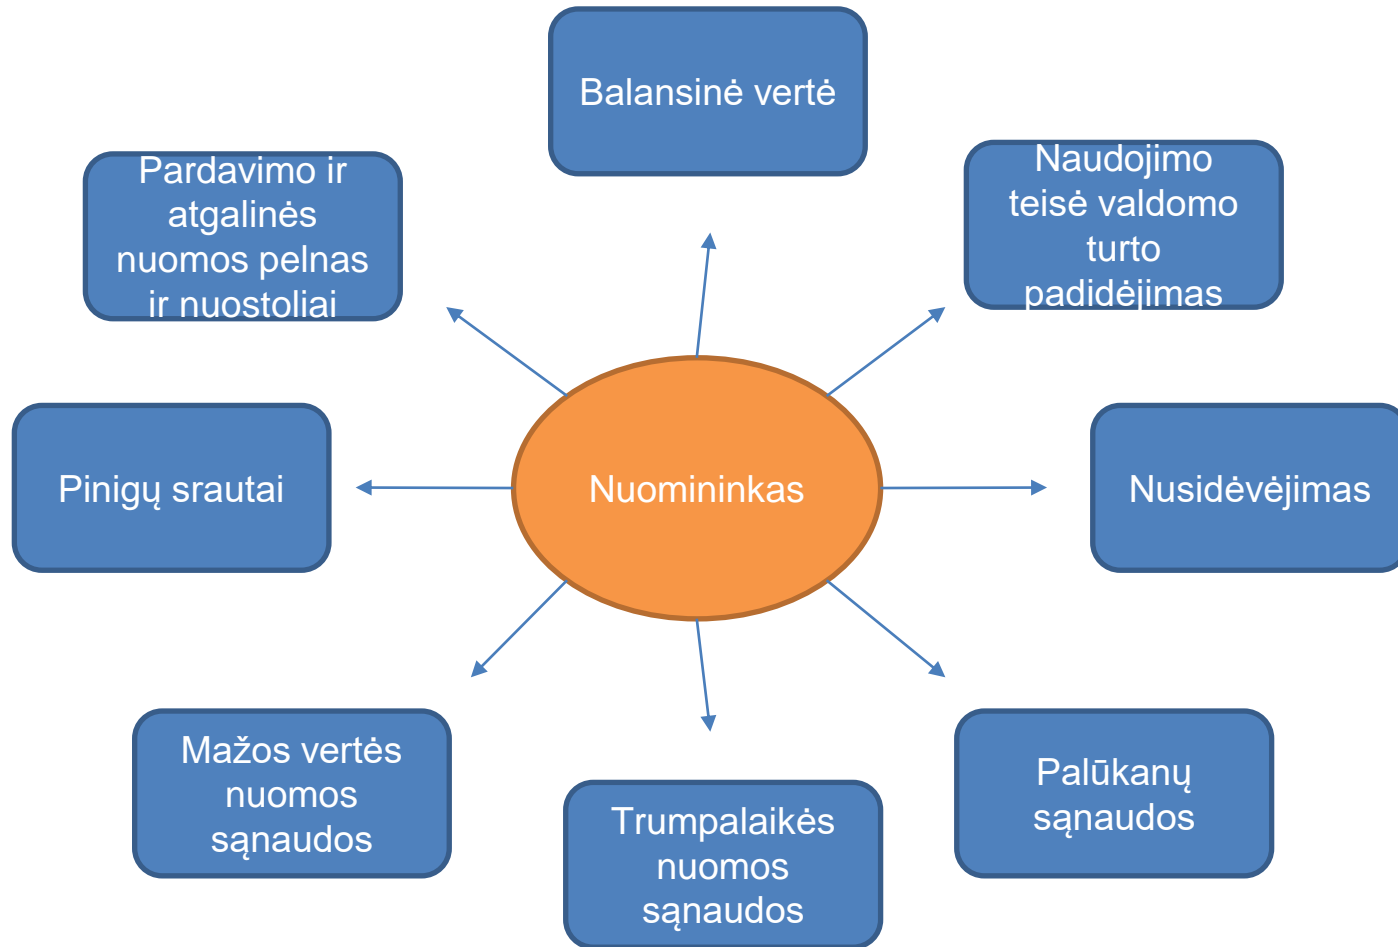 Balansinė vertė
Pardavimo ir
atgalinės
nuomos pelnas
ir nuostoliai
Naudojimo
teisė valdomo
turto
padidėjimas
Pinigų srautai
Nuomininkas
Nusidėvėjimas
Mažos vertės
nuomos
sąnaudos
Trumpalaikės
nuomos
sąnaudos
Palūkanų
sąnaudos